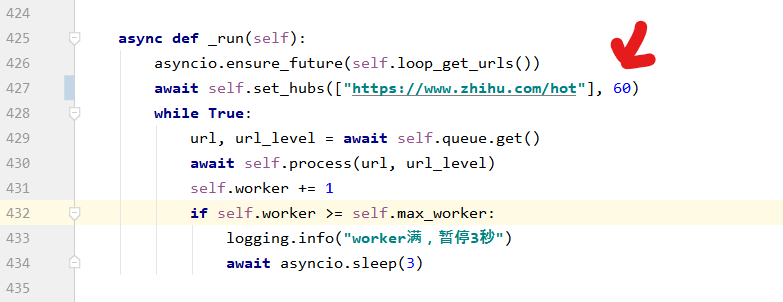 424
425 async def _run(self):
426 asyncio.ensure_future(self.loop_get_urls())
427 await self.set_hubs(["https://www.zhihu.com/hot"], 60)
428 while True:
429 url, url_level = await self.queue.get()
430 await self.process(url, url_level)
431 self.worker += 1
432 if self.worker >= self.max_worker:
433 logging.info("worker满，暂停3秒")
434 await asyncio.sleep(3)
435